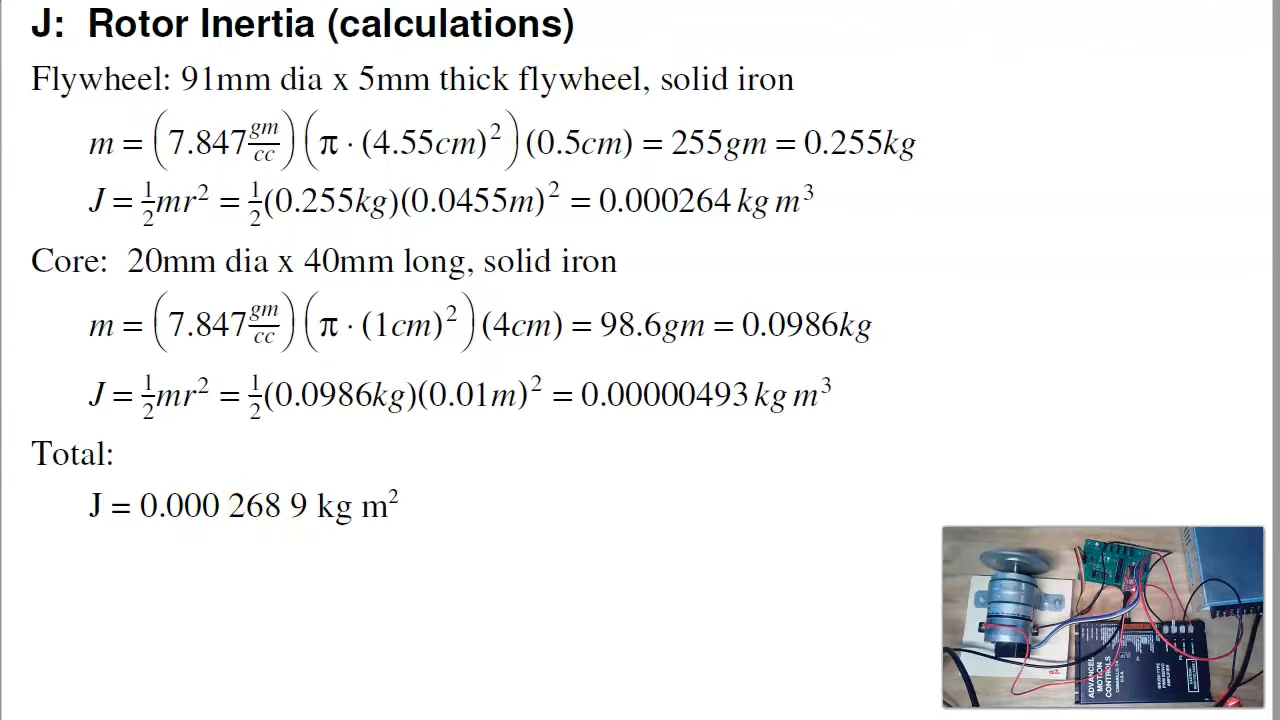 J: Rotor Inertia (calculations)
Flywheel: 91mm dia x 5mm thick flywheel, solid iron
m = (7.847 gm/cc)(π · (4.55cm)²)(0.5cm) = 255gm = 0.255kg
J = ½mr² = ½(0.255kg)(0.0455m)² = 0.000264 kg m³
Core: 20mm dia x 40mm long, solid iron
m = (7.847 gm/cc)(π · (1cm)²)(4cm) = 98.6gm = 0.0986kg
J = ½mr² = ½(0.0986kg)(0.01m)² = 0.00000493 kg m³
Total:
J = 0.000 268 9 kg m²
ADVANCED
MOTION
CONTROLS